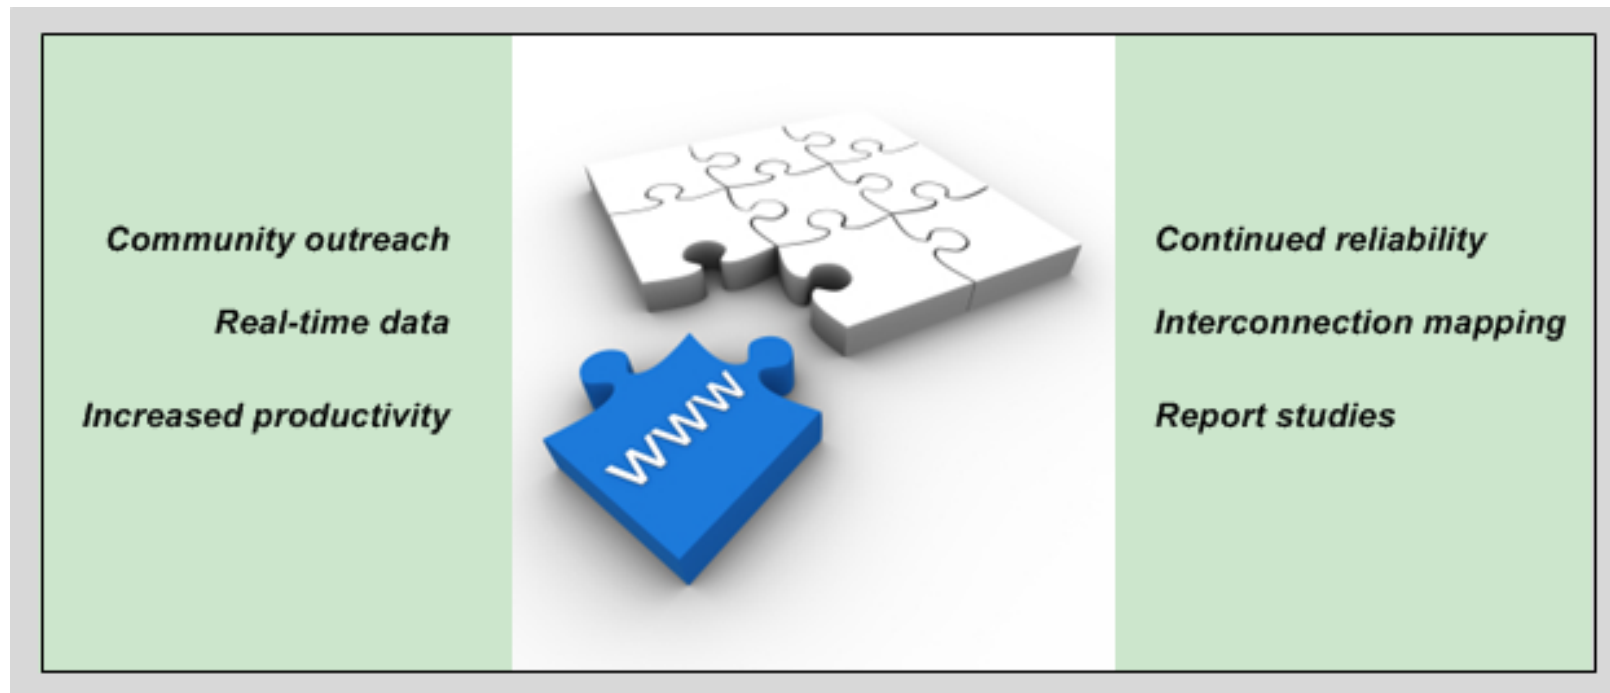 Community outreach
Real-time data
Increased productivity
www
Continued reliability
Interconnection mapping
Report studies